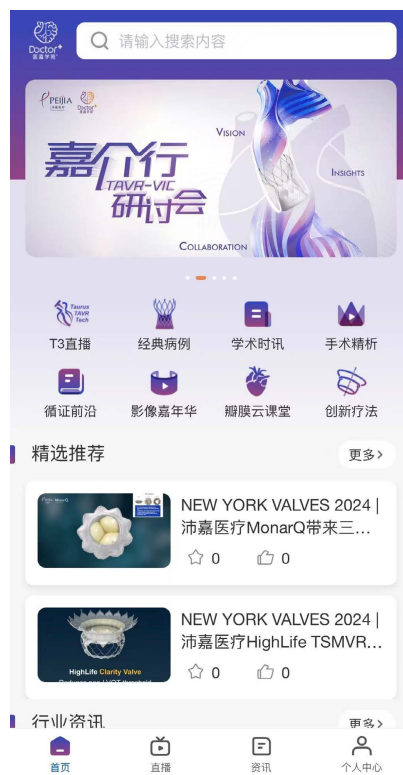 Doctor+
嘉嘉学苑
请输入搜索内容
PEIJIA
Doctor+
VISION
嘉介行
TAVR-VIC
研讨会
INSIGHTS
COLLABORATION
Taurus
TAVR
Tech
T3直播
经典病例
学术时讯
手术精析
循证前沿
影像嘉年华
瓣膜云课堂
创新疗法
精选推荐
更多>
NEW YORK VALVES 2024 |
沛嘉医疗MonarQ带来三...
0
0
NEW YORK VALVES 2024 |
沛嘉医疗HighLife TSMVR...
HighLife Clarity Valve
0
0
行业资讯
更多>
首页
直播
资讯
个人中心